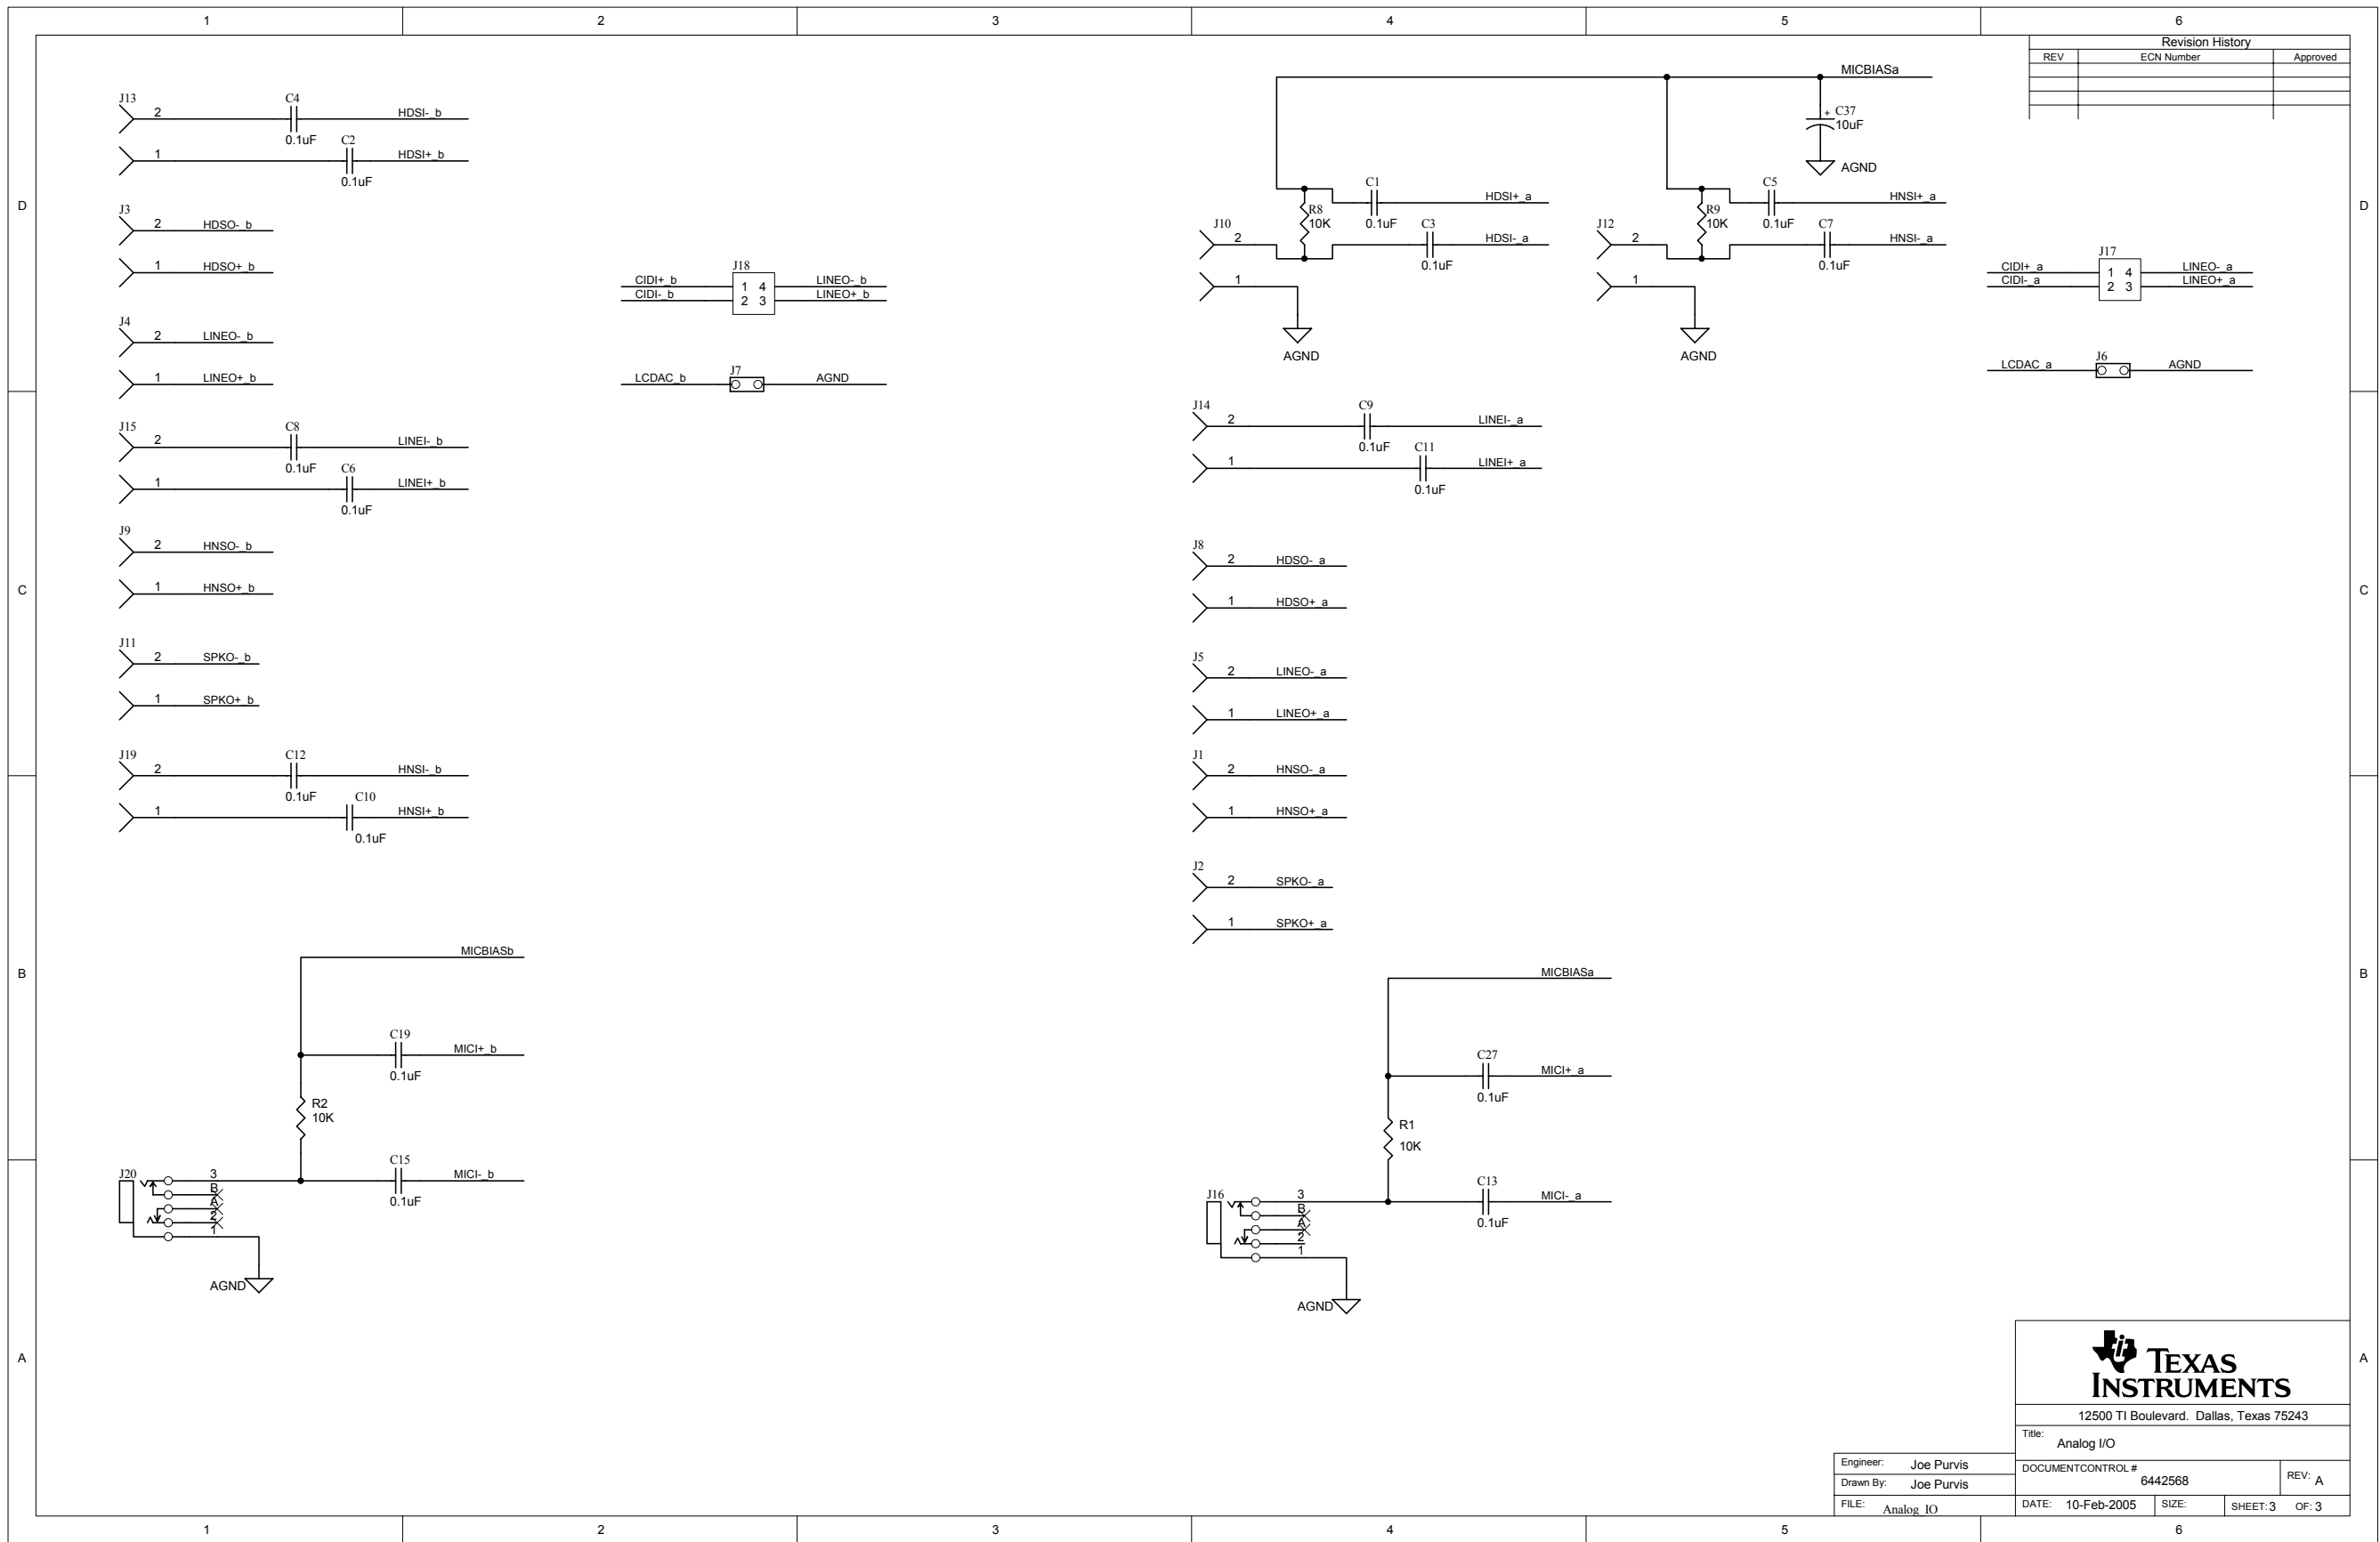 1 2 3 4 5 6
Revision History
REV ECN Number Approved
D
J13
2
C4
0.1uF
HDSI-_b
1
C2
0.1uF
HDSI+_b
J3
2 HDSO-_b
1 HDSO+_b
J4
2 LINEO-_b
1 LINEO+_b
J18
CIDI+_b 1 4 LINEO-_b
CIDI-_b 2 3 LINEO+_b
J7
LCDAC_b AGND
MICBIASa
+ C37
10uF
AGND
R8
10K
C1
0.1uF
HDSI+_a
J10
2
C3
0.1uF
HDSI-_a
1
AGND
R9
10K
C5
0.1uF
HNSI+_a
J12
2
C7
0.1uF
HNSI-_a
1
AGND
J17
CIDI+_a 1 4 LINEO-_a
CIDI-_a 2 3 LINEO+_a
J6
LCDAC_a AGND
D
C
J15
2
C8
0.1uF
LINEI-_b
1
C6
0.1uF
LINEI+_b
J9
2 HNSO-_b
1 HNSO+_b
J11
2 SPKO-_b
1 SPKO+_b
J19
2
C12
0.1uF
HNSI-_b
1
C10
0.1uF
HNSI+_b
J14
2
C9
0.1uF
LINEI-_a
1
C11
0.1uF
LINEI+_a
J8
2 HDSO-_a
1 HDSO+_a
J5
2 LINEO-_a
1 LINEO+_a
J1
2 HNSO-_a
1 HNSO+_a
J2
2 SPKO-_a
1 SPKO+_a
C
B
MICBIASb
C19
0.1uF
MICI+_b
R2
10K
C15
0.1uF
MICI-_b
J20
3
B
A
2
1
AGND
MICBIASa
C27
0.1uF
MICI+_a
R1
10K
C13
0.1uF
MICI-_a
J16
3
B
A
2
1
AGND
B
A
A
TEXAS
INSTRUMENTS
12500 TI Boulevard. Dallas, Texas 75243
Title: Analog I/O
Engineer: Joe Purvis
Drawn By: Joe Purvis
FILE: Analog_IO
DOCUMENTCONTROL # 6442568
REV: A
DATE: 10-Feb-2005 SIZE: SHEET: 3 OF: 3
1 2 3 4 5 6